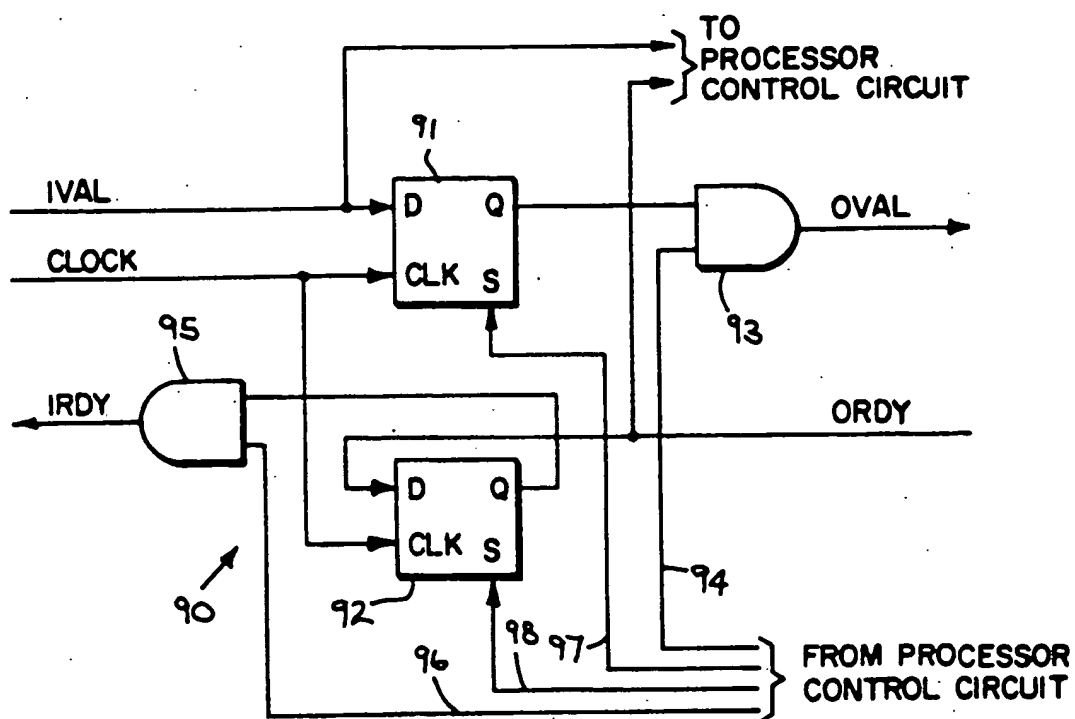 TO
PROCESSOR
CONTROL CIRCUIT
91
IVAL
D Q
OVAL
CLOCK
CLK S
93
95
IRDY
ORDY
D Q
CLK S
94
90
92
98
97
96
FROM PROCESSOR
CONTROL CIRCUIT